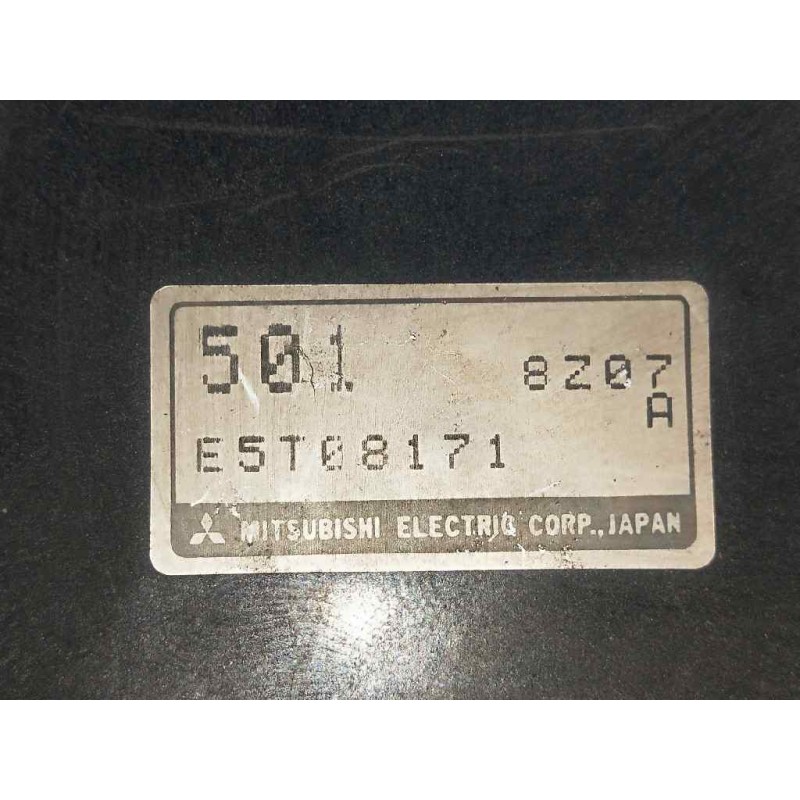 501 8Z07
A
E5T08171
MITSUBISHI ELECTRIC CORP., JAPAN